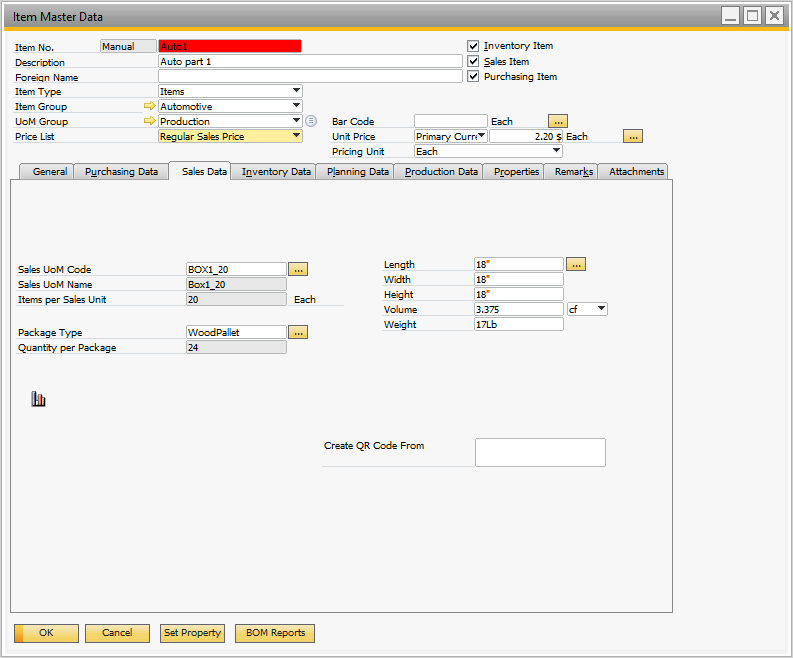 Item Master Data
Item No. Manual Auto1
Inventory Item
Description Auto part 1
Sales Item
Foreign Name
Purchasing Item
Item Type Items
Item Group Automotive
UoM Group Production
Bar Code Each ...
Price List Regular Sales Price
Unit Price Primary Curre 2.20 $ Each ...
Pricing Unit Each
General Purchasing Data Sales Data Inventory Data Planning Data Production Data Properties Remarks Attachments
Sales UoM Code BOX1_20 ...
Sales UoM Name Box1_20
Items per Sales Unit 20 Each
Package Type WoodPallet ...
Quantity per Package 24
Length 18" ...
Width 18"
Height 18"
Volume 3.375 cf
Weight 17Lb
Create QR Code From
OK Cancel Set Property BOM Reports